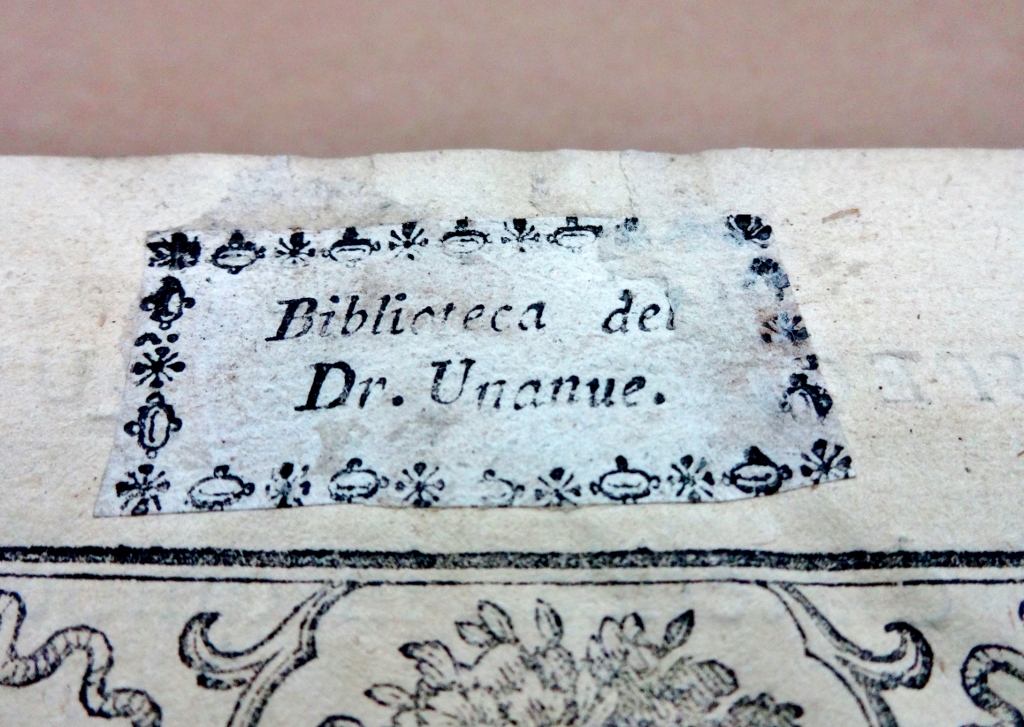 Biblioteca del
Dr. Unanue.